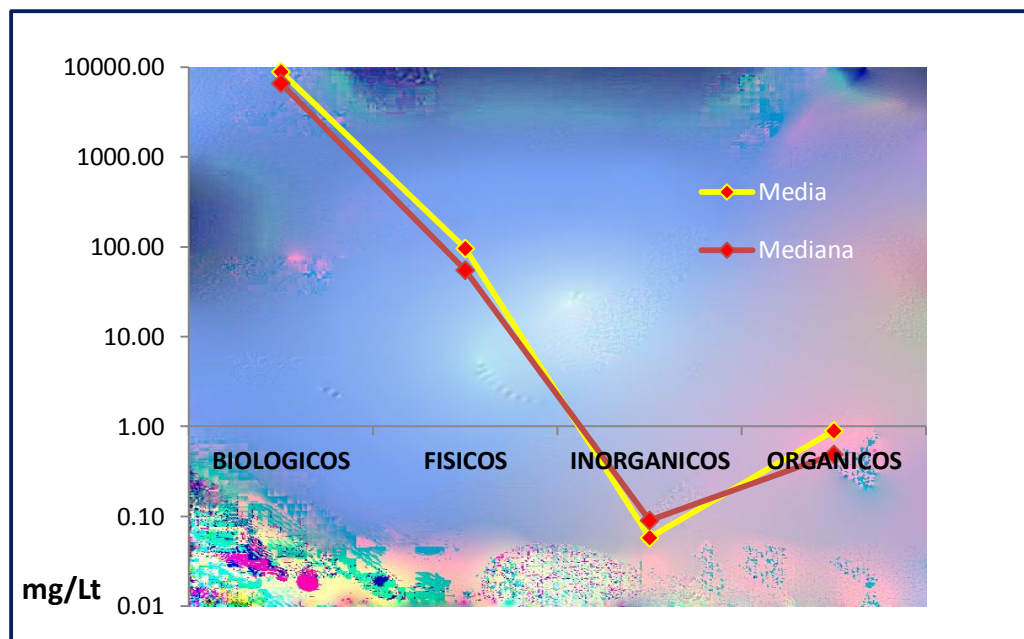 10000.00
1000.00
100.00
10.00
1.00
0.10
0.01
mg/Lt
Media
Mediana
BIOLOGICOS FISICOS INORGANICOS ORGANICOS